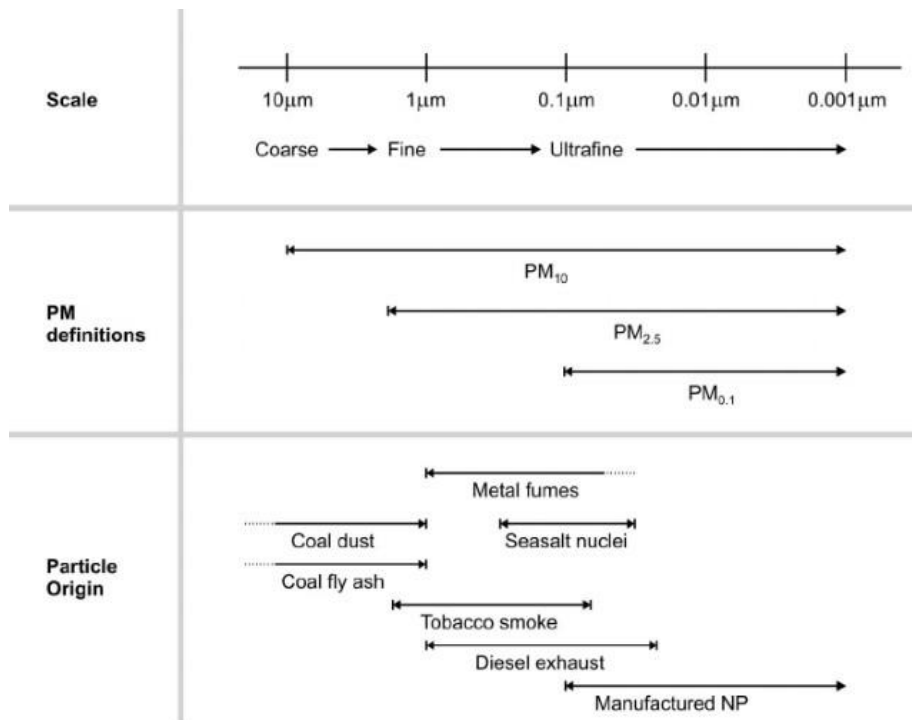 Scale
10μm 1μm 0.1μm 0.01μm 0.001μm
Coarse Fine Ultrafine
PM
definitions
PM₁₀
PM₂.₅
PM₀.₁
Particle
Origin
Metal fumes
Coal dust Seasalt nuclei
Coal fly ash
Tobacco smoke
Diesel exhaust
Manufactured NP